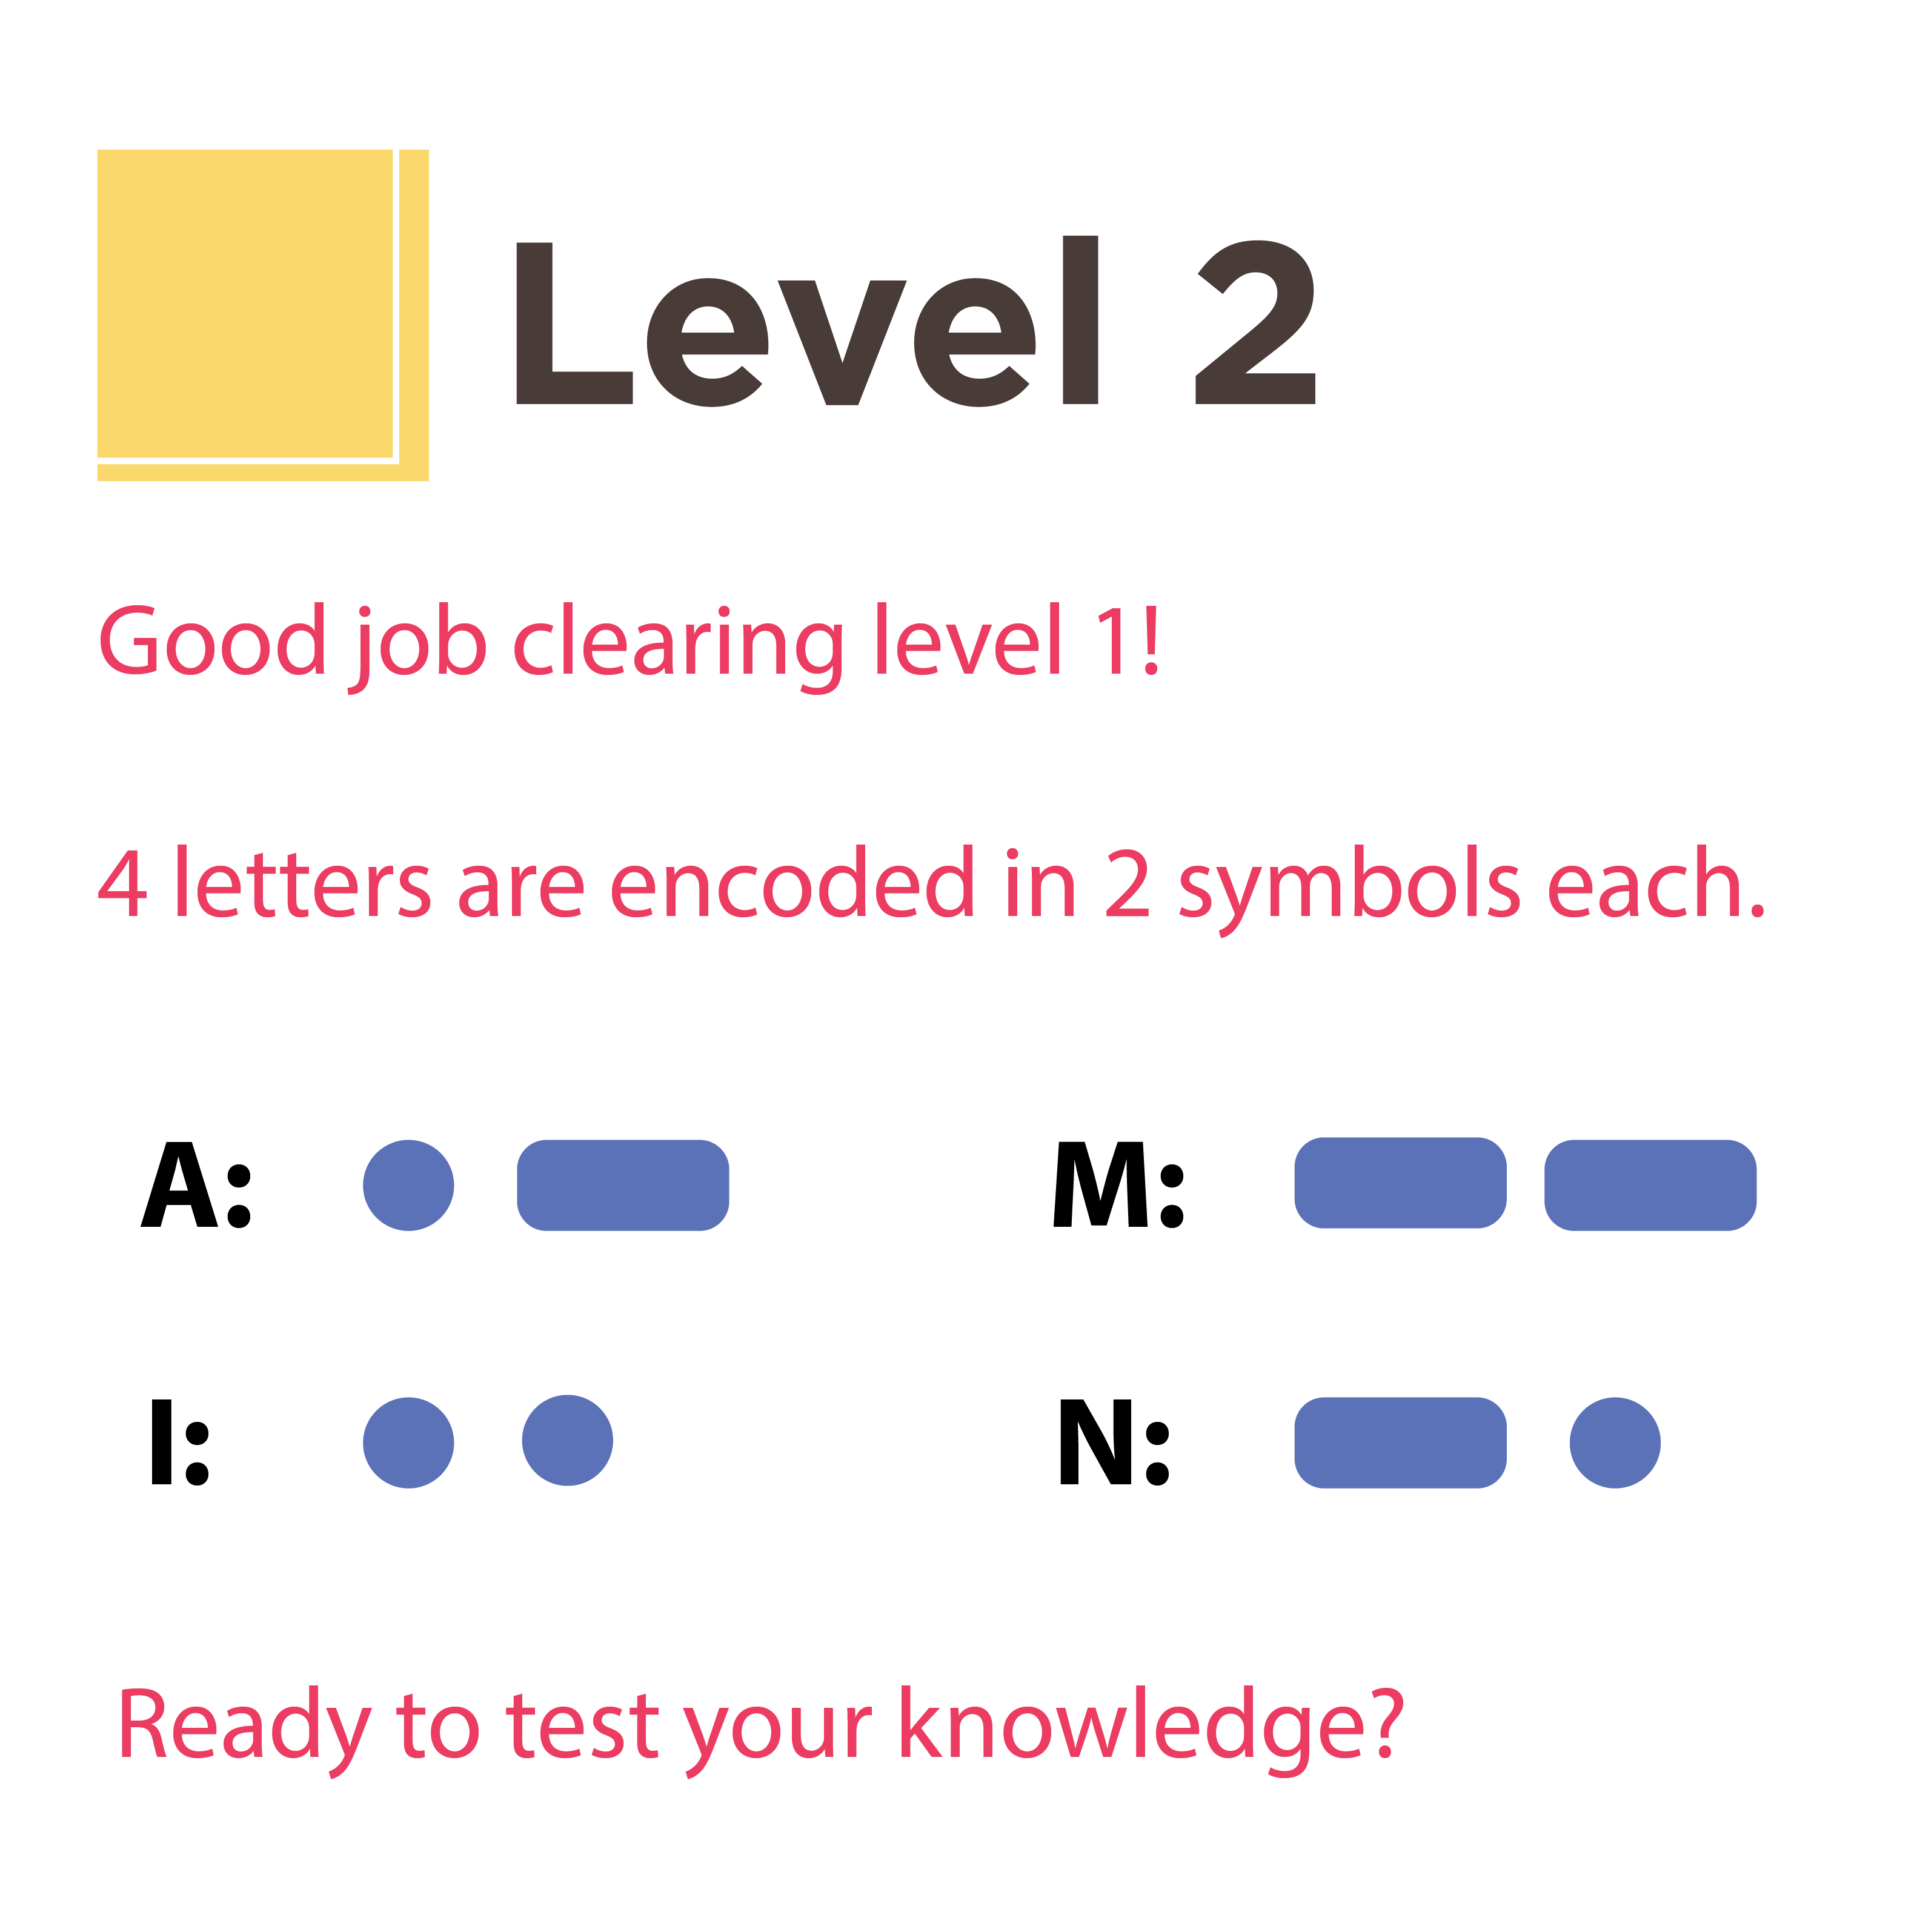 Level 2
Good job clearing level 1!
4 letters are encoded in 2 symbols each.
A: M:
I: N:
Ready to test your knowledge?